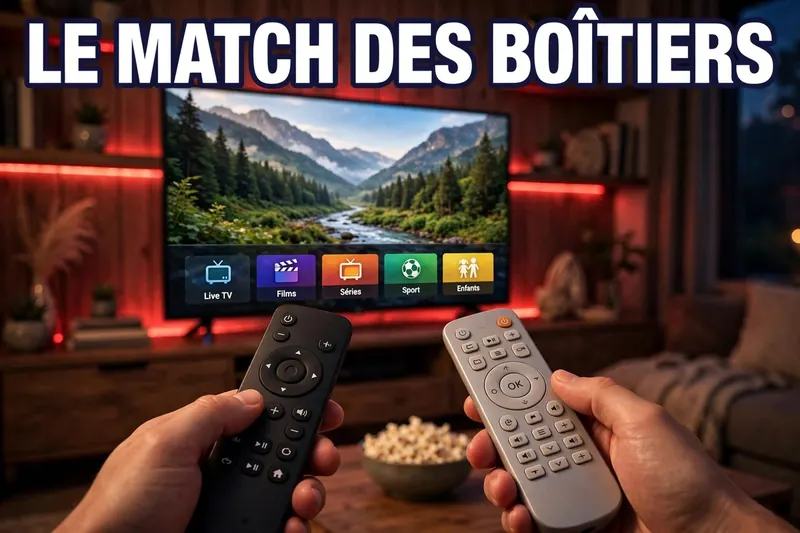 LE MATCH DES BOÎTIERS
Live TV
Films
Séries
Sport
Enfants
OK